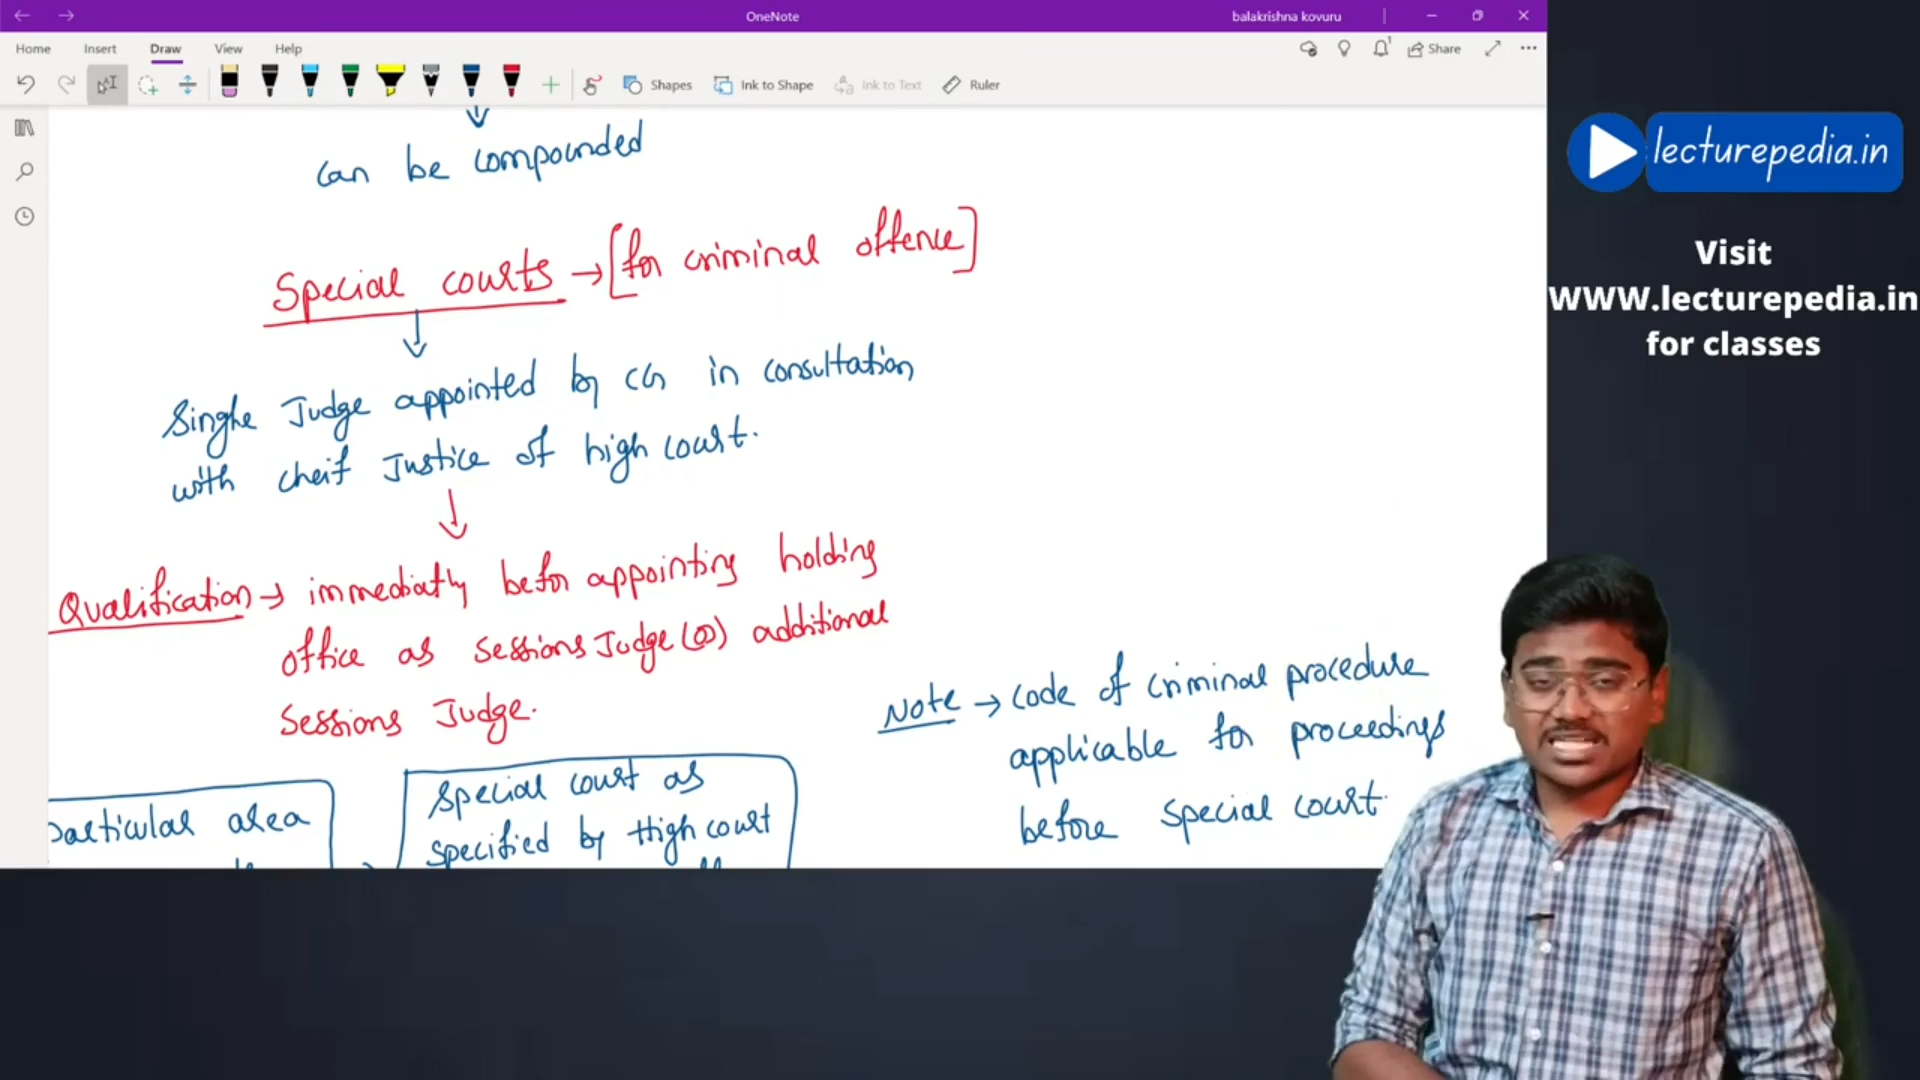 OneNote
balakrishna kovuru
Home Insert Draw View Help
1
Share
Shapes
Ink to Shape
Ink to Text
Ruler
can be compounded
Special courts → [for criminal offence]
Single Judge appointed by CG in consultation
with cheif Justice of high court.
Qualification → immediatly befor appointing holding
office as sessions Judge (or) additional
Sessions Judge.
Note → Code of criminal procedure
applicable for proceedings
before special court.
particular area
Special court as
specified by High court
lecturepedia.in
Visit
WWW.lecturepedia.in
for classes